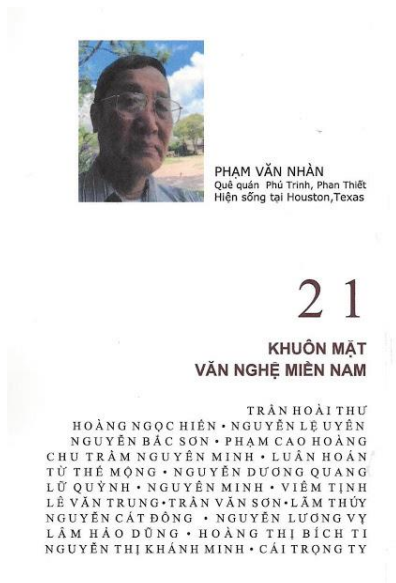 PHẠM VĂN NHÀN
Quê quán Phú Trinh, Phan Thiết
Hiện sống tại Houston,Texas
21
KHUÔN MẶT
VĂN NGHỆ MIỀN NAM
TRẦN HOÀI THƯ
HOÀNG NGỌC HIỂN • NGUYỄN LỆ UYÊN
NGUYỄN BẮC SƠN • PHẠM CAO HOÀNG
CHU TRẦM NGUYÊN MINH • LUÂN HOÁN
TỪ THẾ MỘNG • NGUYỄN DƯƠNG QUANG
LỮ QUỲNH • NGUYÊN MINH • VIÊM TỊNH
LÊ VĂN TRUNG•TRẦN VĂN SƠN•LÃM THÚY
NGUYỄN CÁT ĐÔNG • NGUYỄN LƯƠNG VỴ
LÂM HẢO DŨNG • HOÀNG THỊ BÍCH TI
NGUYỄN THỊ KHÁNH MINH • CÁI TRỌNG TY